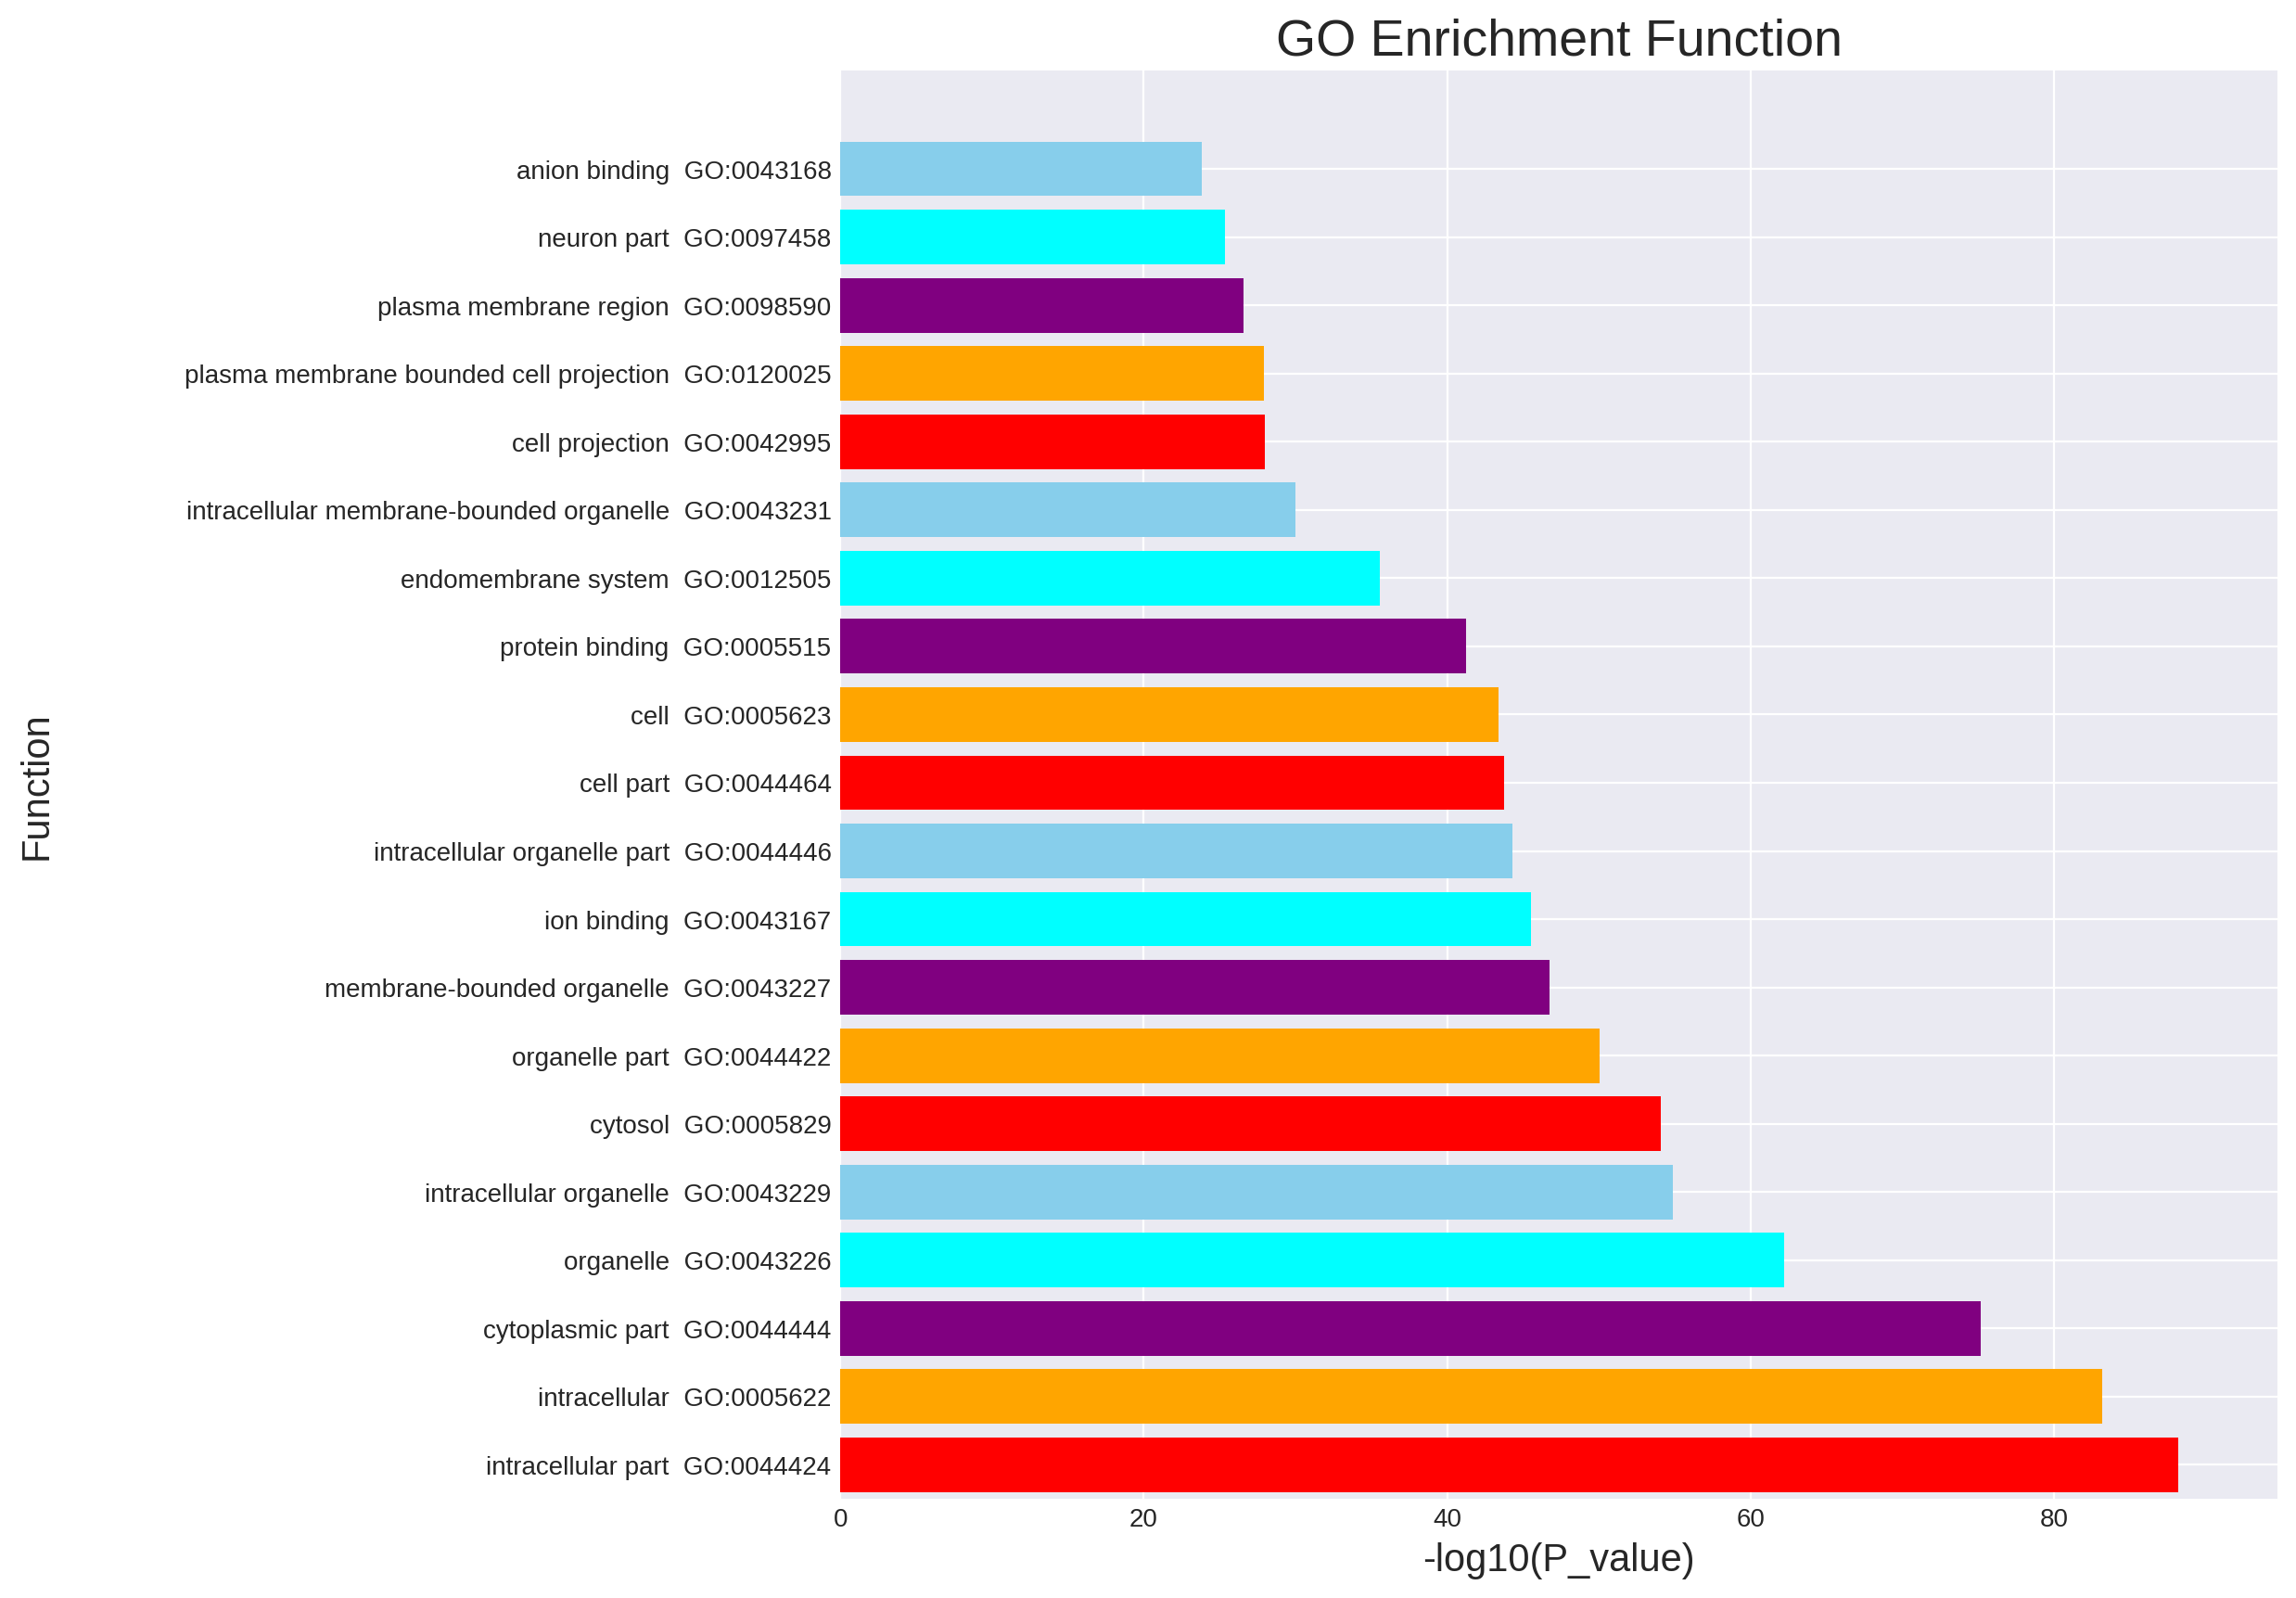 GO Enrichment Function
anion binding  GO:0043168
neuron part  GO:0097458
plasma membrane region  GO:0098590
plasma membrane bounded cell projection  GO:0120025
cell projection  GO:0042995
intracellular membrane-bounded organelle  GO:0043231
endomembrane system  GO:0012505
protein binding  GO:0005515
cell  GO:0005623
cell part  GO:0044464
intracellular organelle part  GO:0044446
ion binding  GO:0043167
membrane-bounded organelle  GO:0043227
organelle part  GO:0044422
cytosol  GO:0005829
intracellular organelle  GO:0043229
organelle  GO:0043226
cytoplasmic part  GO:0044444
intracellular  GO:0005622
intracellular part  GO:0044424
Function
0 20 40 60 80
-log10(P_value)